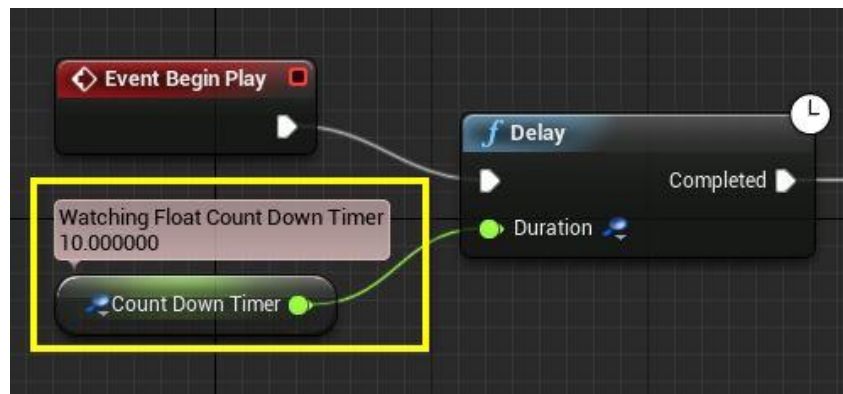 Event Begin Play
f Delay
Completed
Watching Float Count Down Timer
10.000000
Duration
Count Down Timer